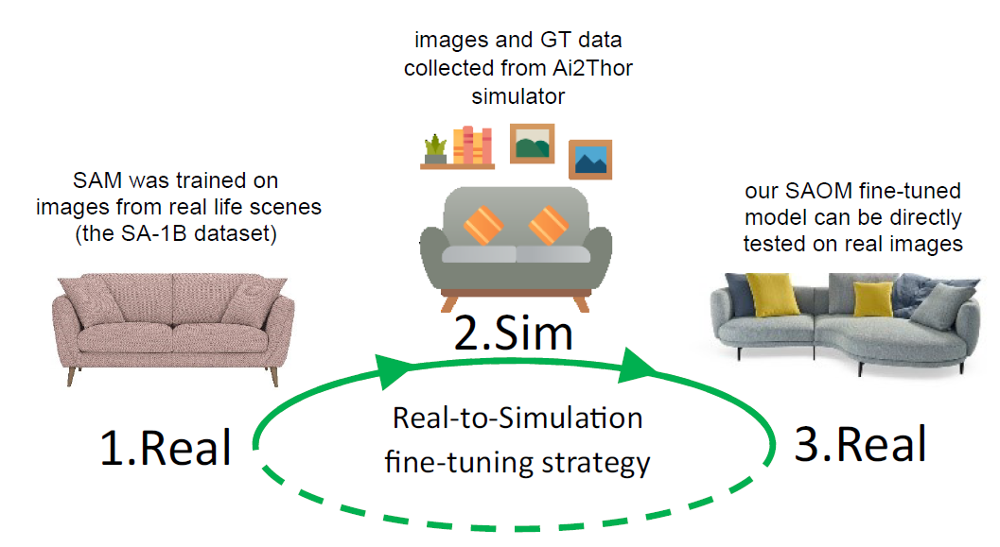 images and GT data
collected from Ai2Thor
simulator
SAM was trained on
images from real life scenes
(the SA-1B dataset)
our SAOM fine-tuned
model can be directly
tested on real images
2.Sim
1.Real
Real-to-Simulation
fine-tuning strategy
3.Real